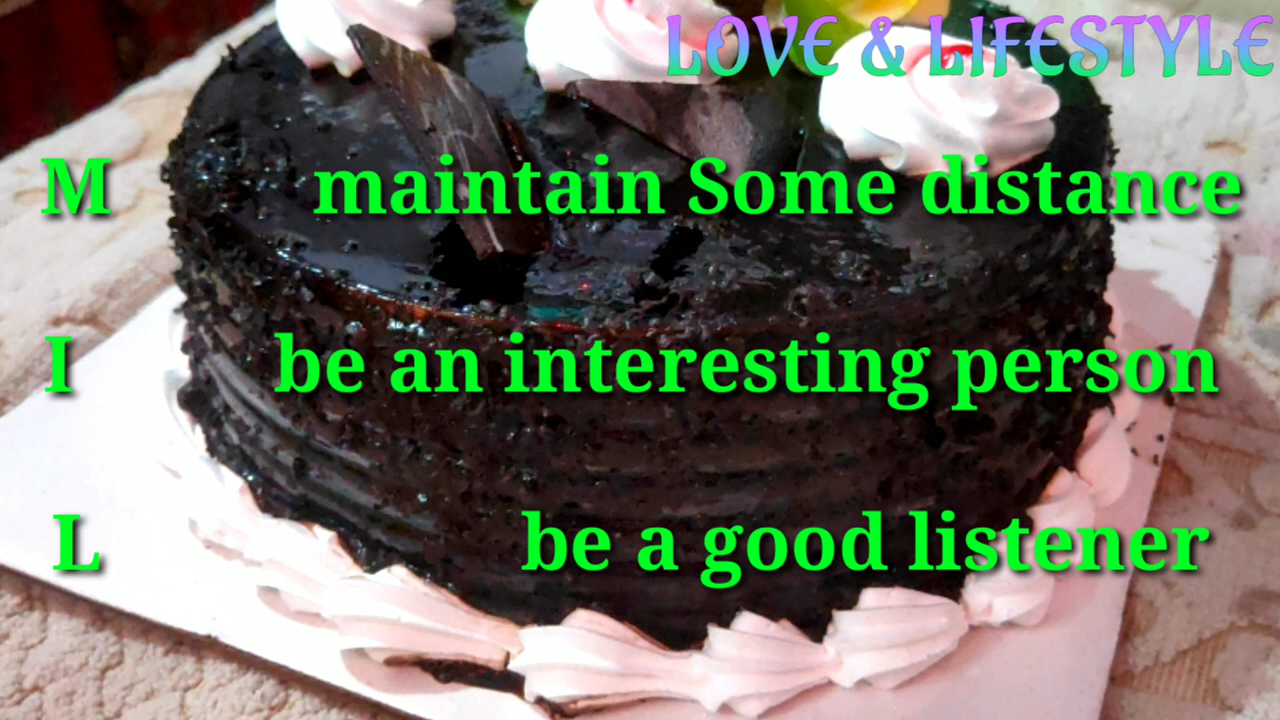 LOVE & LIFESTYLE
M maintain Some distance
I be an interesting person
L be a good listener